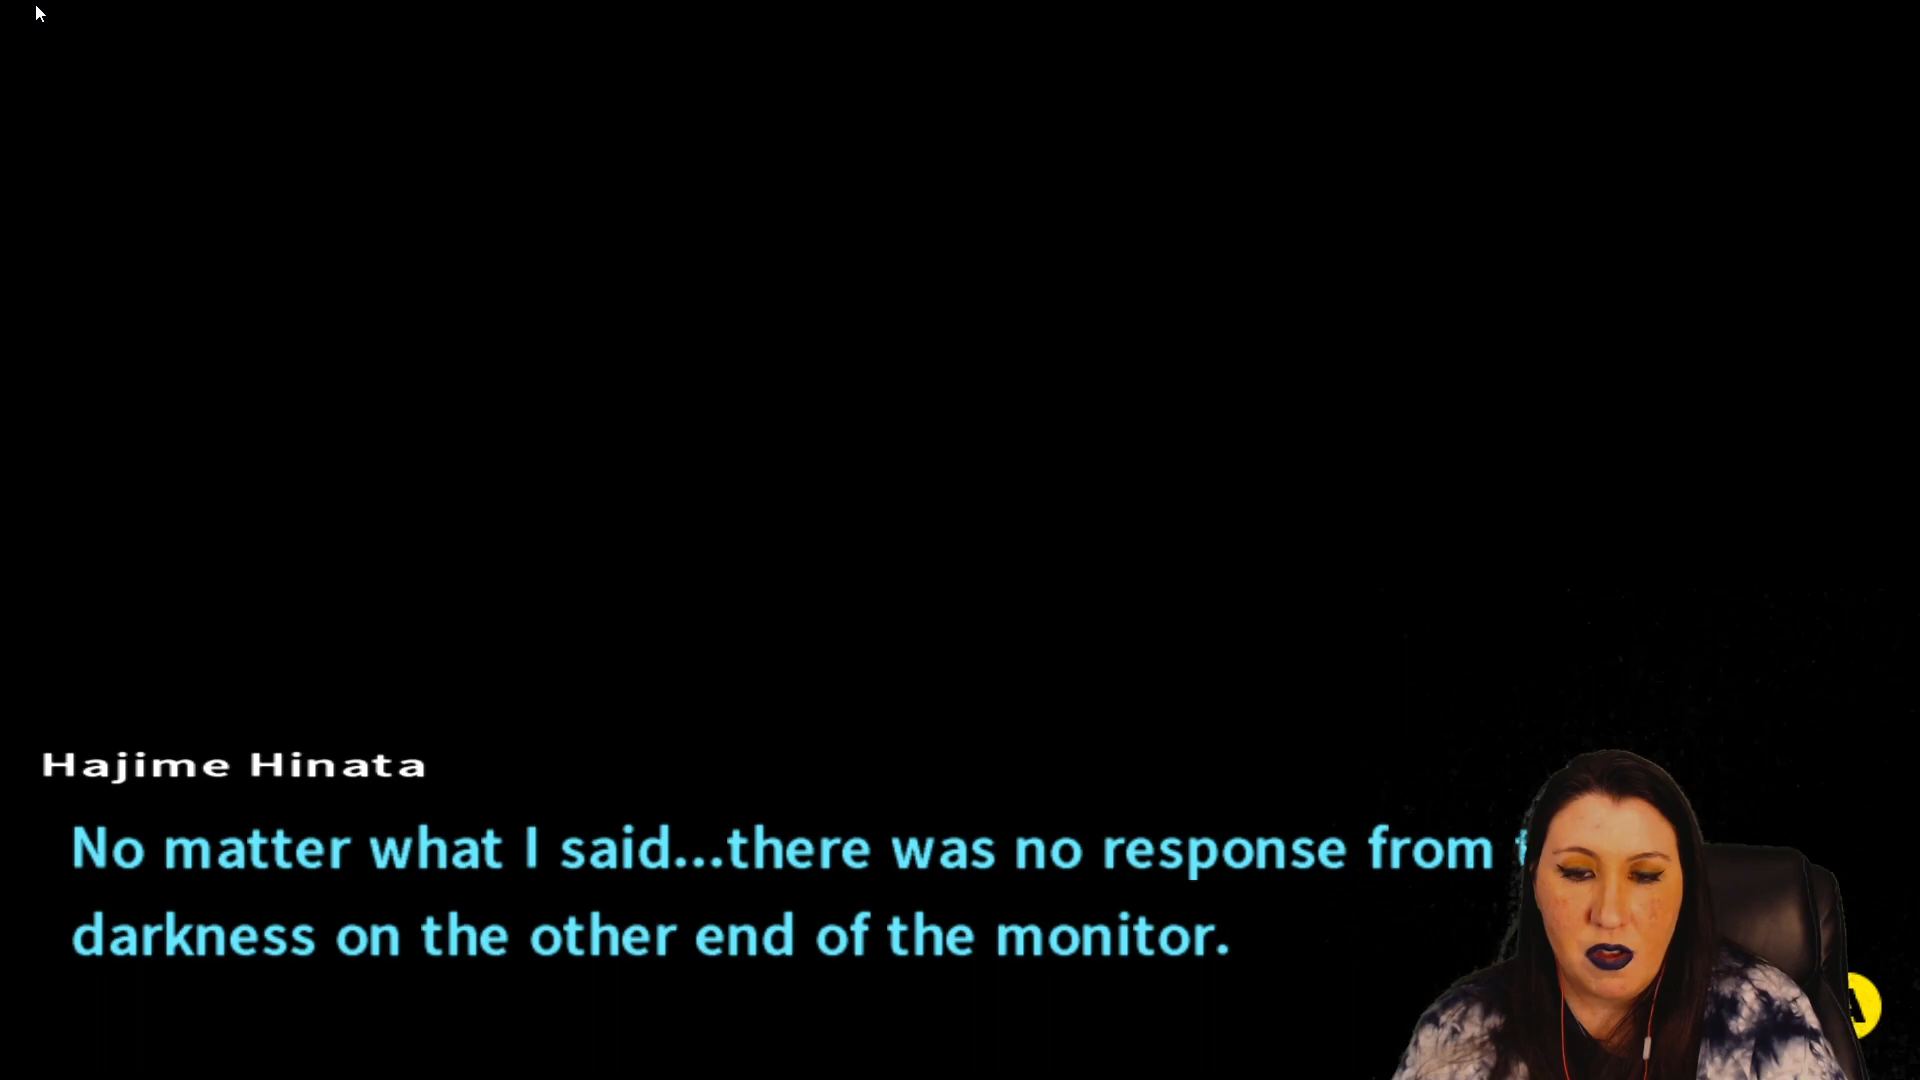 Hajime Hinata
No matter what I said...there was no response from
darkness on the other end of the monitor.
A